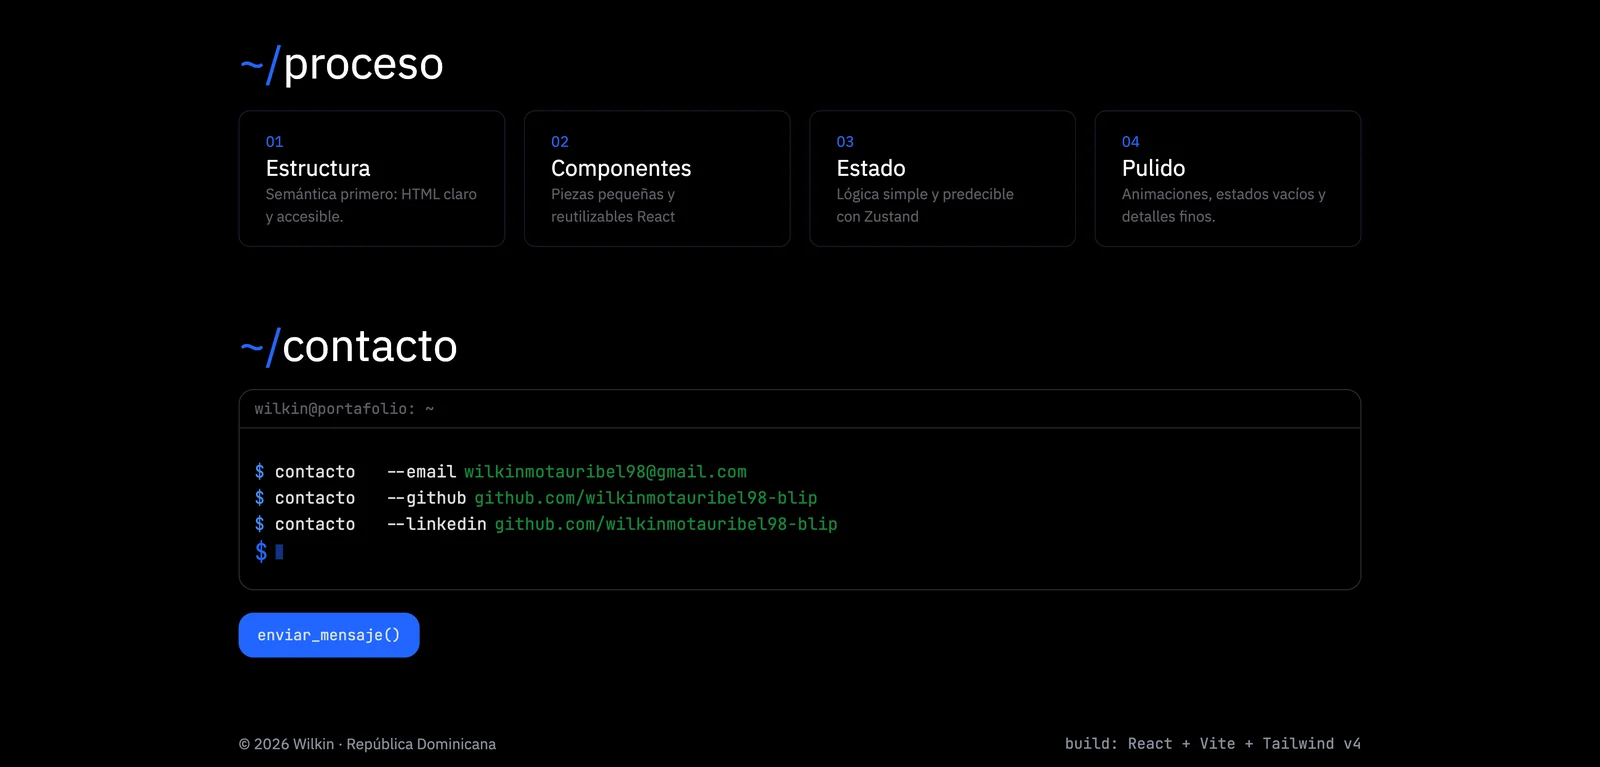 ~/proceso
01
Estructura
Semántica primero: HTML claro
y accesible.
02
Componentes
Piezas pequeñas y
reutilizables React
03
Estado
Lógica simple y predecible
con Zustand
04
Pulido
Animaciones, estados vacíos y
detalles finos.
~/contacto
wilkin@portafolio: ~
$ contacto --email wilkinmotauribel98@gmail.com
$ contacto --github github.com/wilkinmotauribel98-blip
$ contacto --linkedin github.com/wilkinmotauribel98-blip
$
enviar_mensaje()
© 2026 Wilkin · República Dominicana
build: React + Vite + Tailwind v4